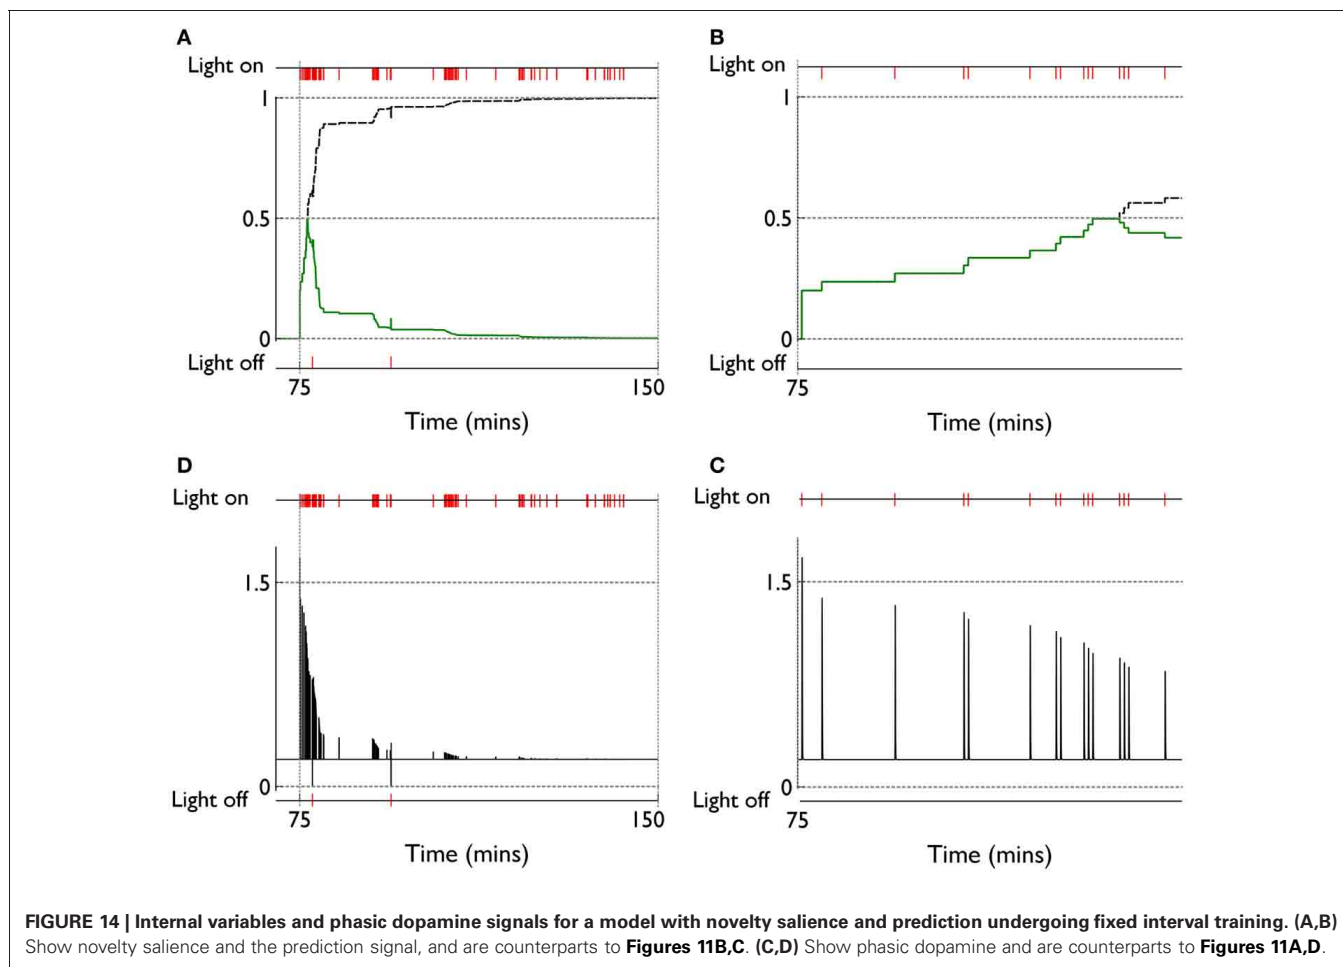 A
B
Light on
Light on
1
1
0.5
0.5
0
0
Light off
Light off
75
150
75
Time (mins)
Time (mins)
D
C
Light on
Light on
1.5
1.5
0
0
Light off
Light off
75
150
75
Time (mins)
Time (mins)
FIGURE 14 | Internal variables and phasic dopamine signals for a model with novelty salience and prediction undergoing fixed interval training. (A,B)
Show novelty salience and the prediction signal, and are counterparts to Figures 11B,C. (C,D) Show phasic dopamine and are counterparts to Figures 11A,D.